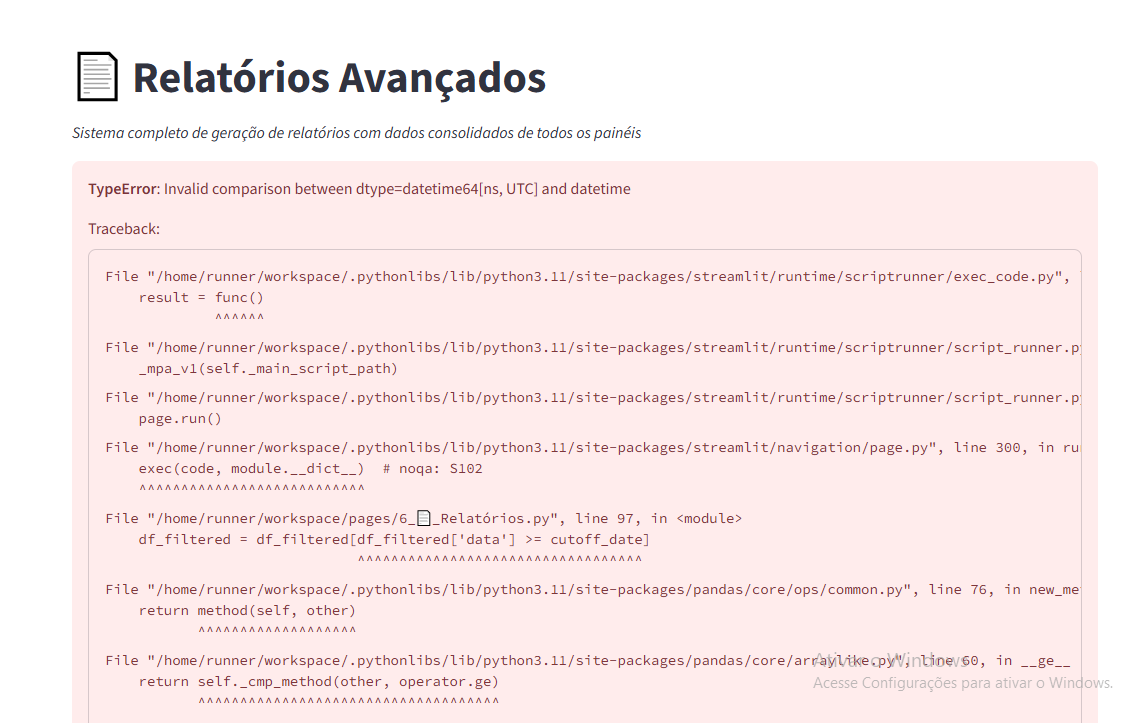 Relatórios Avançados
Sistema completo de geração de relatórios com dados consolidados de todos os painéis
TypeError: Invalid comparison between dtype=datetime64[ns, UTC] and datetime
Traceback:
File "/home/runner/workspace/.pythonlibs/lib/python3.11/site-packages/streamlit/runtime/scriptrunner/exec_code.py",
result = func()
^^^^^^
File "/home/runner/workspace/.pythonlibs/lib/python3.11/site-packages/streamlit/runtime/scriptrunner/script_runner.py
_mpa_v1(self._main_script_path)
File "/home/runner/workspace/.pythonlibs/lib/python3.11/site-packages/streamlit/runtime/scriptrunner/script_runner.py
page.run()
File "/home/runner/workspace/.pythonlibs/lib/python3.11/site-packages/streamlit/navigation/page.py", line 300, in ru
exec(code, module.__dict__)  # noqa: S102
^^^^^^^^^^^^^^^^^^^^^^^^^^^
File "/home/runner/workspace/pages/6_📄_Relatórios.py", line 97, in <module>
df_filtered = df_filtered[df_filtered['data'] >= cutoff_date]
^^^^^^^^^^^^^^^^^^^^^^^^^^^^^^^^^^
File "/home/runner/workspace/.pythonlibs/lib/python3.11/site-packages/pandas/core/ops/common.py", line 76, in new_me
return method(self, other)
^^^^^^^^^^^^^^^^^^^
File "/home/runner/workspace/.pythonlibs/lib/python3.11/site-packages/pandas/core/arraylike.py", line 60, in __ge__
return self._cmp_method(other, operator.ge)
^^^^^^^^^^^^^^^^^^^^^^^^^^^^^^^^^^^^
Ativar o Windows
Acesse Configurações para ativar o Windows.